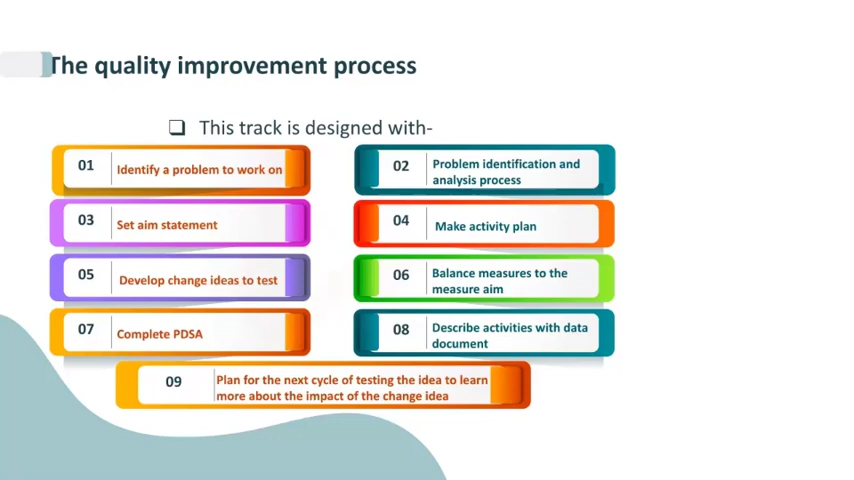 The quality improvement process
This track is designed with-
01
Identify a problem to work on
02
Problem identification and
analysis process
03
Set aim statement
04
Make activity plan
05
Develop change ideas to test
06
Balance measures to the
measure aim
07
Complete PDSA
08
Describe activities with data
document
09
Plan for the next cycle of testing the idea to learn
more about the impact of the change idea